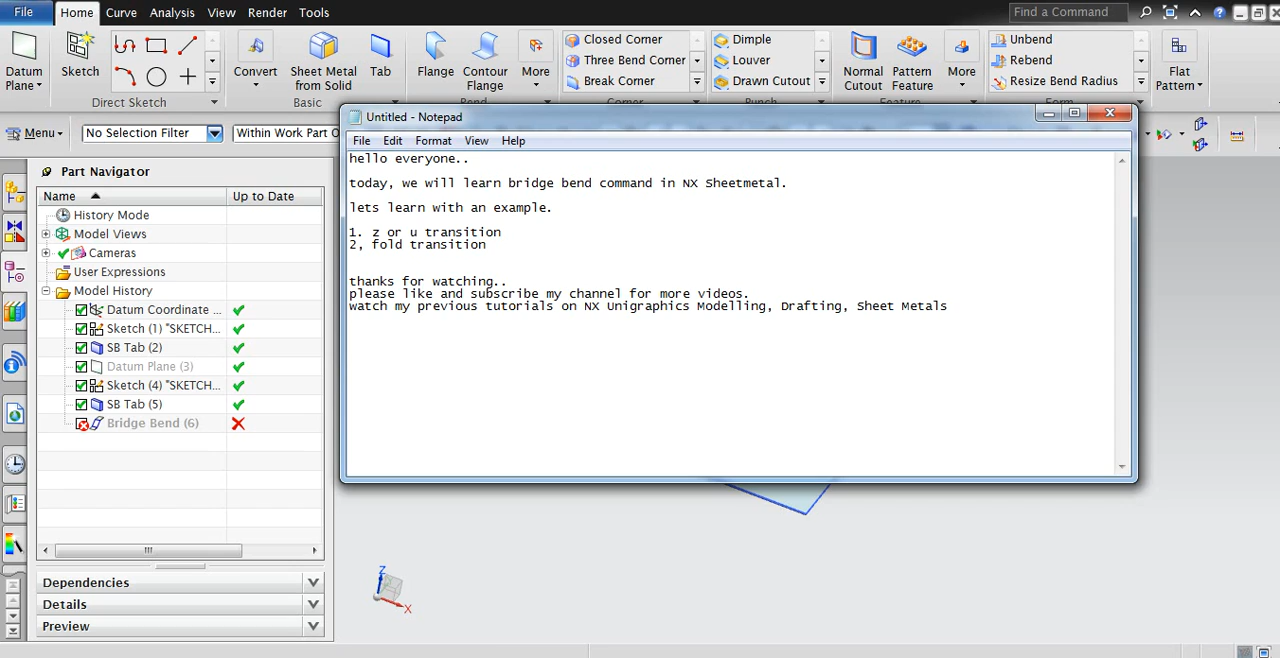 File Home Curve Analysis View Render Tools Find a Command
Datum Plane
Sketch
Direct Sketch
Convert
Sheet Metal from Solid
Tab
Basic
Flange
Contour Flange
More
Closed Corner
Three Bend Corner
Break Corner
Dimple
Louver
Drawn Cutout
Normal Cutout
Pattern Feature
More
Unbend
Rebend
Resize Bend Radius
Flat Pattern
Menu No Selection Filter Within Work Part O
Untitled - Notepad
File Edit Format View Help
hello everyone..
today, we will learn bridge bend command in NX Sheetmetal.
lets learn with an example.
1. z or u transition
2, fold transition
thanks for watching..
please like and subscribe my channel for more videos.
watch my previous tutorials on NX Unigraphics Modelling, Drafting, Sheet Metals
Part Navigator
Name Up to Date
History Mode
Model Views
Cameras
User Expressions
Model History
Datum Coordinate ...
Sketch (1) "SKETCH...
SB Tab (2)
Datum Plane (3)
Sketch (4) "SKETCH...
SB Tab (5)
Bridge Bend (6)
Dependencies
Details
Preview
Z
X